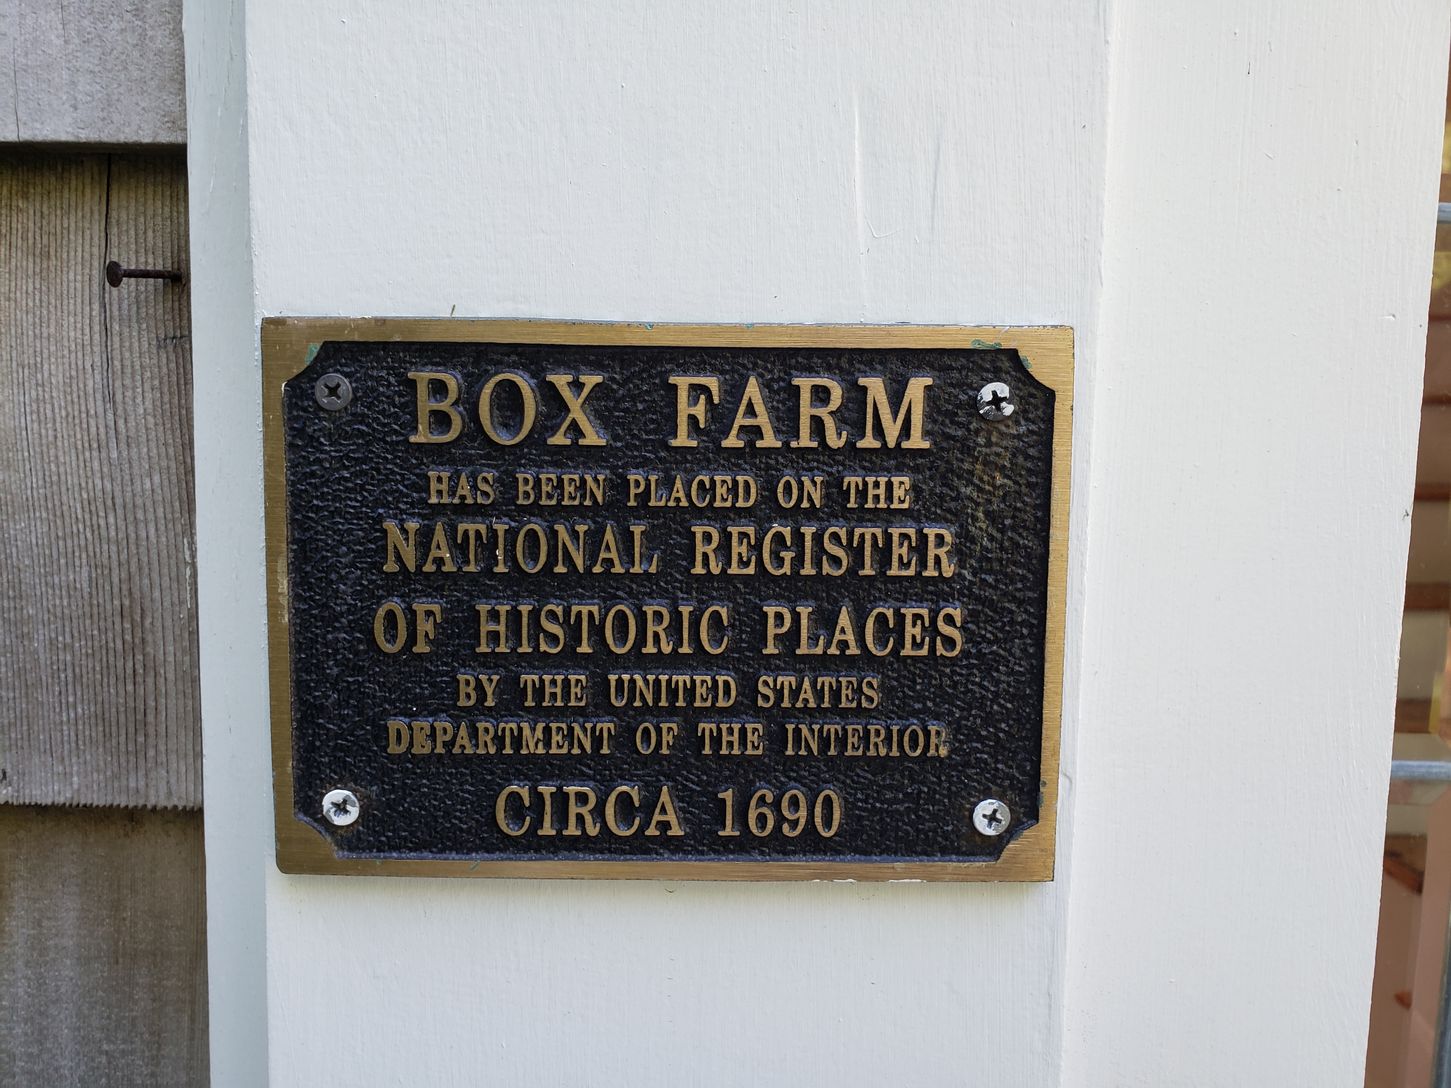 BOX FARM
HAS BEEN PLACED ON THE
NATIONAL REGISTER
OF HISTORIC PLACES
BY THE UNITED STATES
DEPARTMENT OF THE INTERIOR
CIRCA 1690